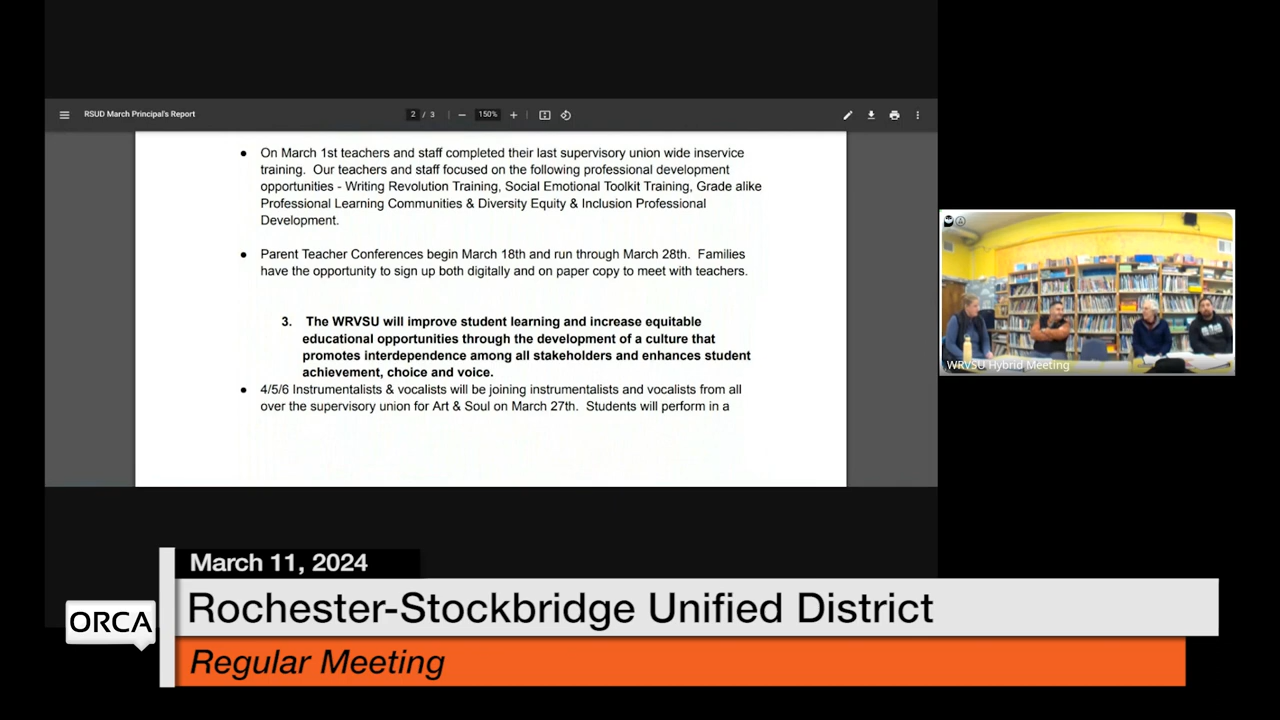 RSUD March Principal's Report
2 / 3
150%
On March 1st teachers and staff completed their last supervisory union wide inservice
training. Our teachers and staff focused on the following professional development
opportunities - Writing Revolution Training, Social Emotional Toolkit Training, Grade alike
Professional Learning Communities & Diversity Equity & Inclusion Professional
Development.
Parent Teacher Conferences begin March 18th and run through March 28th. Families
have the opportunity to sign up both digitally and on paper copy to meet with teachers.
3. The WRVSU will improve student learning and increase equitable
educational opportunities through the development of a culture that
promotes interdependence among all stakeholders and enhances student
achievement, choice and voice.
4/5/6 Instrumentalists & vocalists will be joining instrumentalists and vocalists from all
over the supervisory union for Art & Soul on March 27th. Students will perform in a
WRVSU Hybrid Meeting
March 11, 2024
ORCA
Rochester-Stockbridge Unified District
Regular Meeting